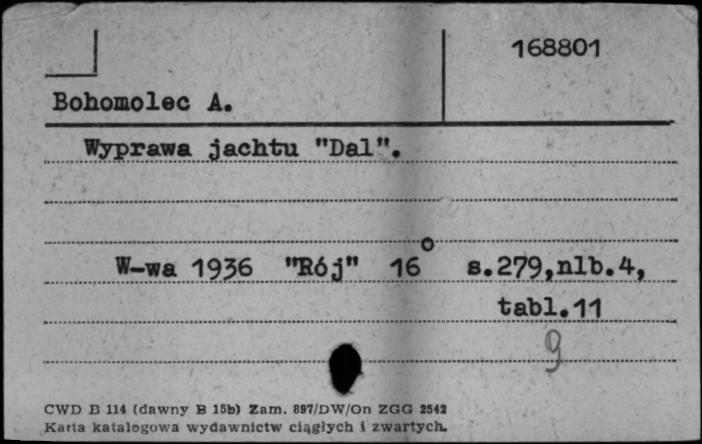 168801
Bohomolec A.
Wyprawa jachtu "Dal".
W-wa 1936 "Rój" 16° s.279,nlb.4,
tabl.11
9
CWD B 114 (dawny B 15b) Zam. 897/DW/On ZGG 2542
Karta katalogowa wydawnictw ciągłych i zwartych.